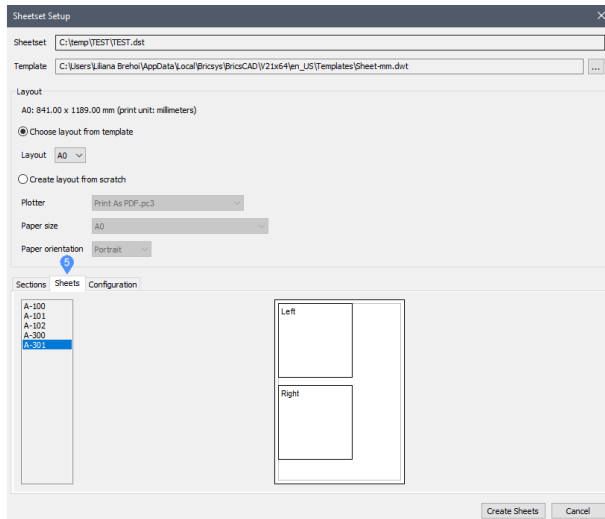 Sheetset Setup
Sheetset C:\temp\TEST\TEST.dst
Template C:\Users\Liliana Brehoi\AppData\Local\Bricsys\BricsCAD\V21x64\en_US\Templates\Sheet-mm.dwt ...
Layout
A0: 841.00 x 1189.00 mm (print unit: millimeters)
Choose layout from template
Layout A0
Create layout from scratch
Plotter Print As PDF.pc3
Paper size A0
Paper orientation Portrait
5
Sections Sheets Configuration
A-100
A-101
A-102
A-300
A-301
Left
Right
Create Sheets Cancel